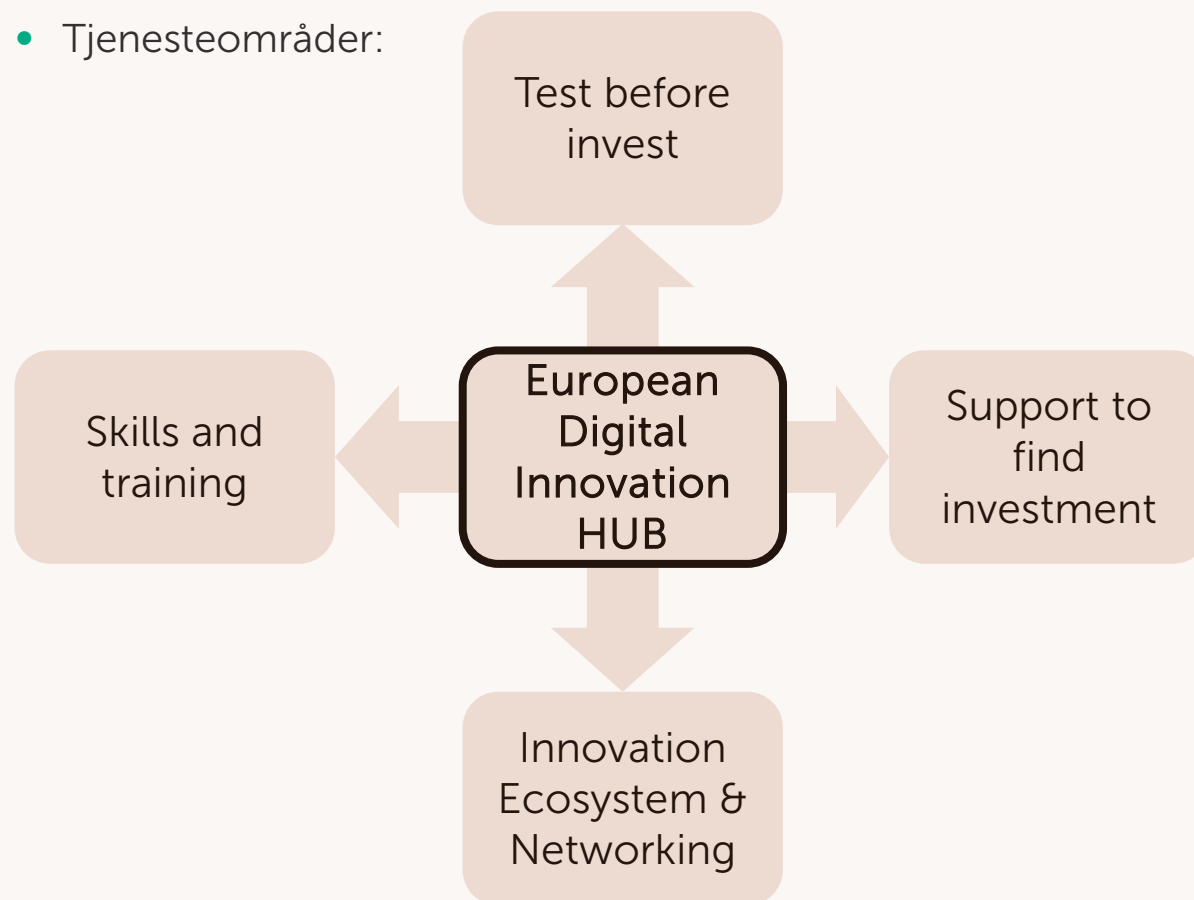 • Tjenesteområder:
Test before
invest
Skills and
training
European
Digital
Innovation
HUB
Support to
find
investment
Innovation
Ecosystem &
Networking